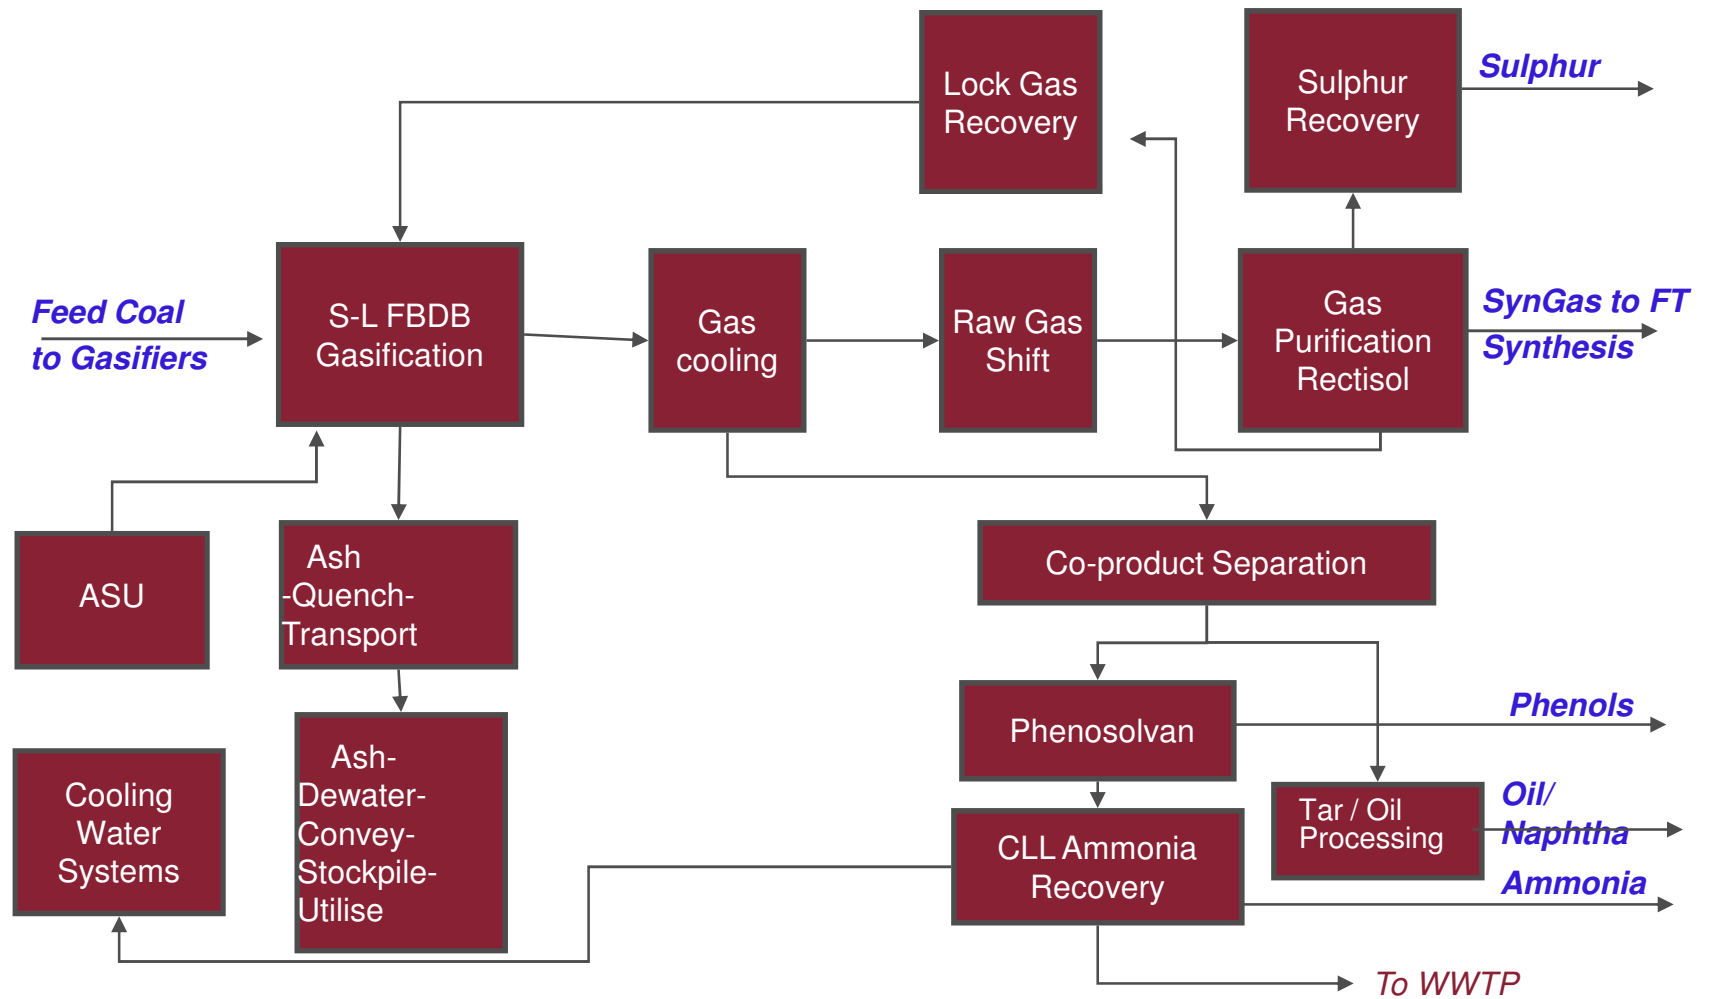 Lock Gas
Recovery
Sulphur
Recovery
Sulphur
Feed Coal
to Gasifiers
S-L FBDB
Gasification
Gas
cooling
Raw Gas
Shift
Gas
Purification
Rectisol
SynGas to FT
Synthesis
ASU
Ash
-Quench-
Transport
Co-product Separation
Cooling
Water
Systems
Ash-
Dewater-
Convey-
Stockpile-
Utilise
Phenosolvan
Phenols
CLL Ammonia
Recovery
Tar / Oil
Processing
Oil/
Naphtha
Ammonia
To WWTP